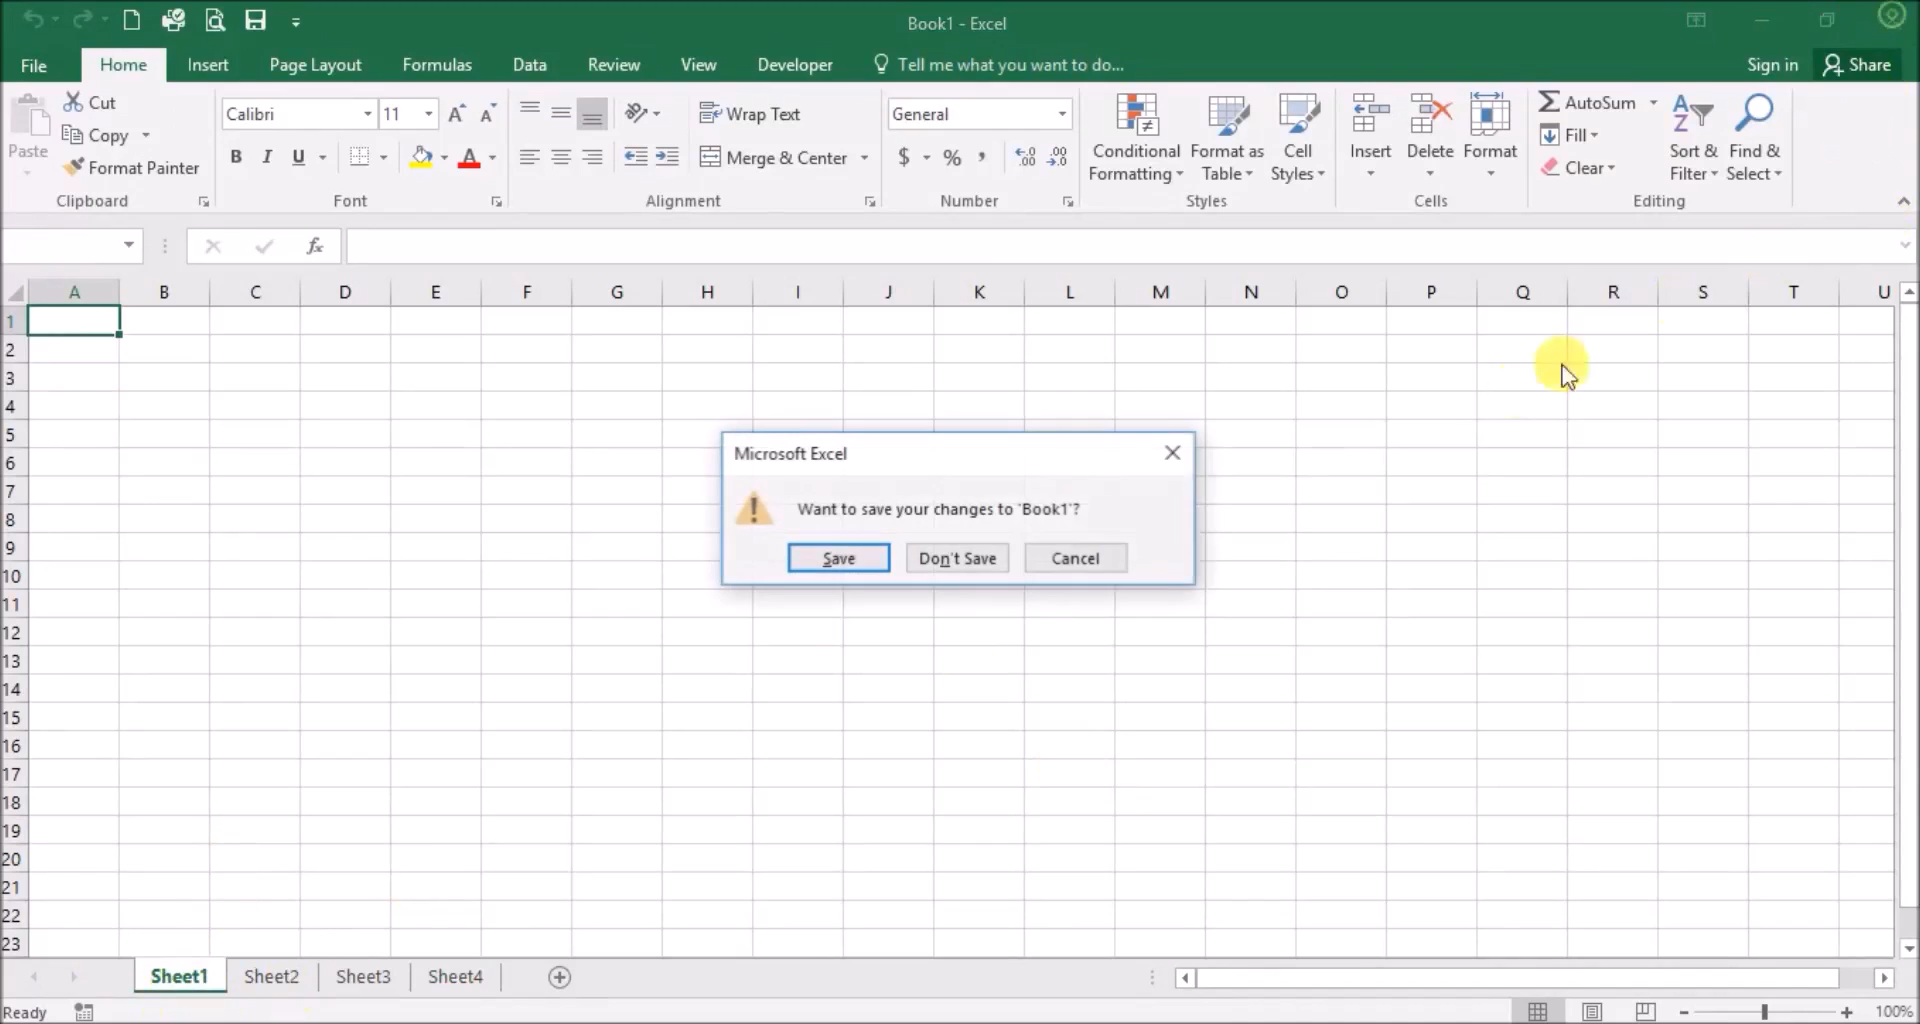 Book1 - Excel
File Home Insert Page Layout Formulas Data Review View Developer Tell me what you want to do... Sign in Share
Paste
Cut
Copy
Format Painter
Clipboard
Calibri 11
B I U A
Font
Wrap Text
Merge & Center
Alignment
General
$ % ,
.00 .00
Number
Conditional Formatting
Format as Table
Cell Styles
Styles
Insert Delete Format
Cells
AutoSum
Fill
Clear
Sort & Filter
Find & Select
Editing
fx
A B C D E F G H I J K L M N O P Q R S T U
1
2
3
4
5
6
7
8
9
10
11
12
13
14
15
16
17
18
19
20
21
22
23
Microsoft Excel
Want to save your changes to 'Book1'?
Save Don't Save Cancel
Sheet1 Sheet2 Sheet3 Sheet4
Ready 100%